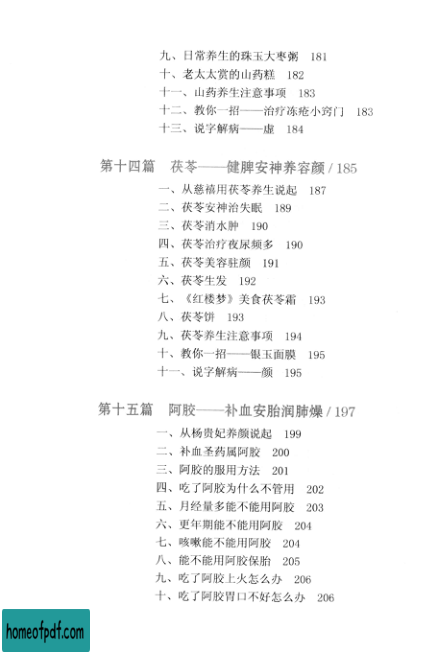 九、日常养生的珠玉大枣粥 181
十、老太太赏的山药糕 182
十一、山药养生注意事项 183
十二、教你一招——治疗冻疮小窍门 183
十三、说字解病——虚 184
第十四篇 茯苓——健脾安神养容颜/185
一、从慈禧用茯苓养生说起 187
二、茯苓安神治失眠 189
三、茯苓消水肿 190
四、茯苓治疗夜尿频多 190
五、茯苓美容驻颜 191
六、茯苓生发 192
七、《红楼梦》美食茯苓霜 193
八、茯苓饼 193
九、茯苓养生注意事项 194
十、教你一招——银玉面膜 195
十一、说字解病——颜 195
第十五篇 阿胶——补血安胎润肺燥/197
一、从杨贵妃养颜说起 199
二、补血圣药属阿胶 200
三、阿胶的服用方法 201
四、吃了阿胶为什么不管用 202
五、月经量多能不能用阿胶 203
六、更年期能不能用阿胶 204
七、咳嗽能不能用阿胶 204
八、能不能用阿胶保胎 205
九、吃了阿胶上火怎么办 206
十、吃了阿胶胃口不好怎么办 206
homeofpdf.com